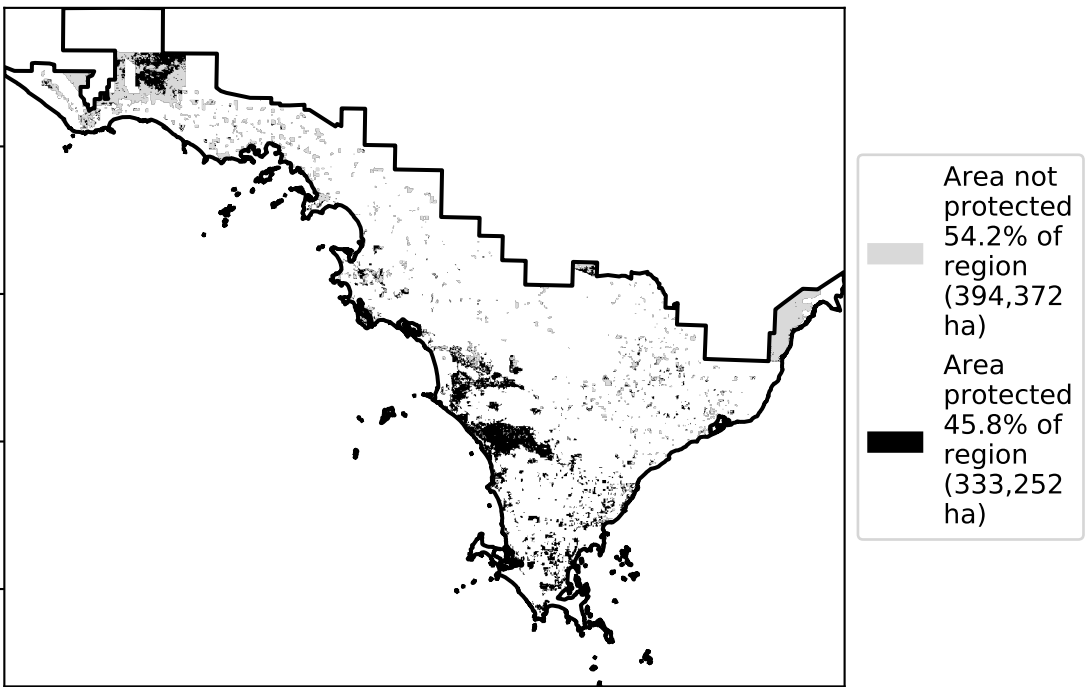 Area not
protected
54.2% of
region
(394,372
ha)
Area
protected
45.8% of
region
(333,252
ha)